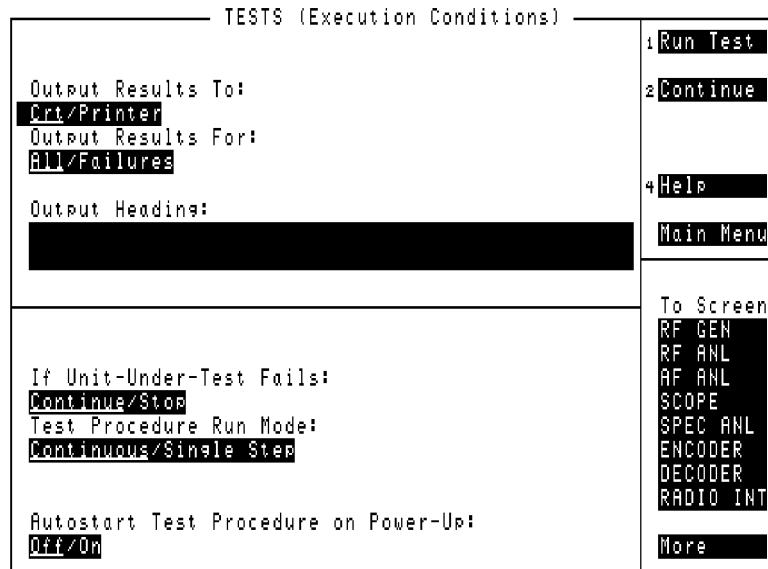 TESTS (Execution Conditions)
Output Results To:
Crt/Printer
Output Results For:
All/Failures
Output Heading:
If Unit-Under-Test Fails:
Continue/Stop
Test Procedure Run Mode:
Continuous/Single Step
Autostart Test Procedure on Power-Up:
Off/On
1 Run Test
2 Continue
4 Help
Main Menu
To Screen
RF GEN
RF ANL
AF ANL
SCOPE
SPEC ANL
ENCODER
DECODER
RADIO INT
More